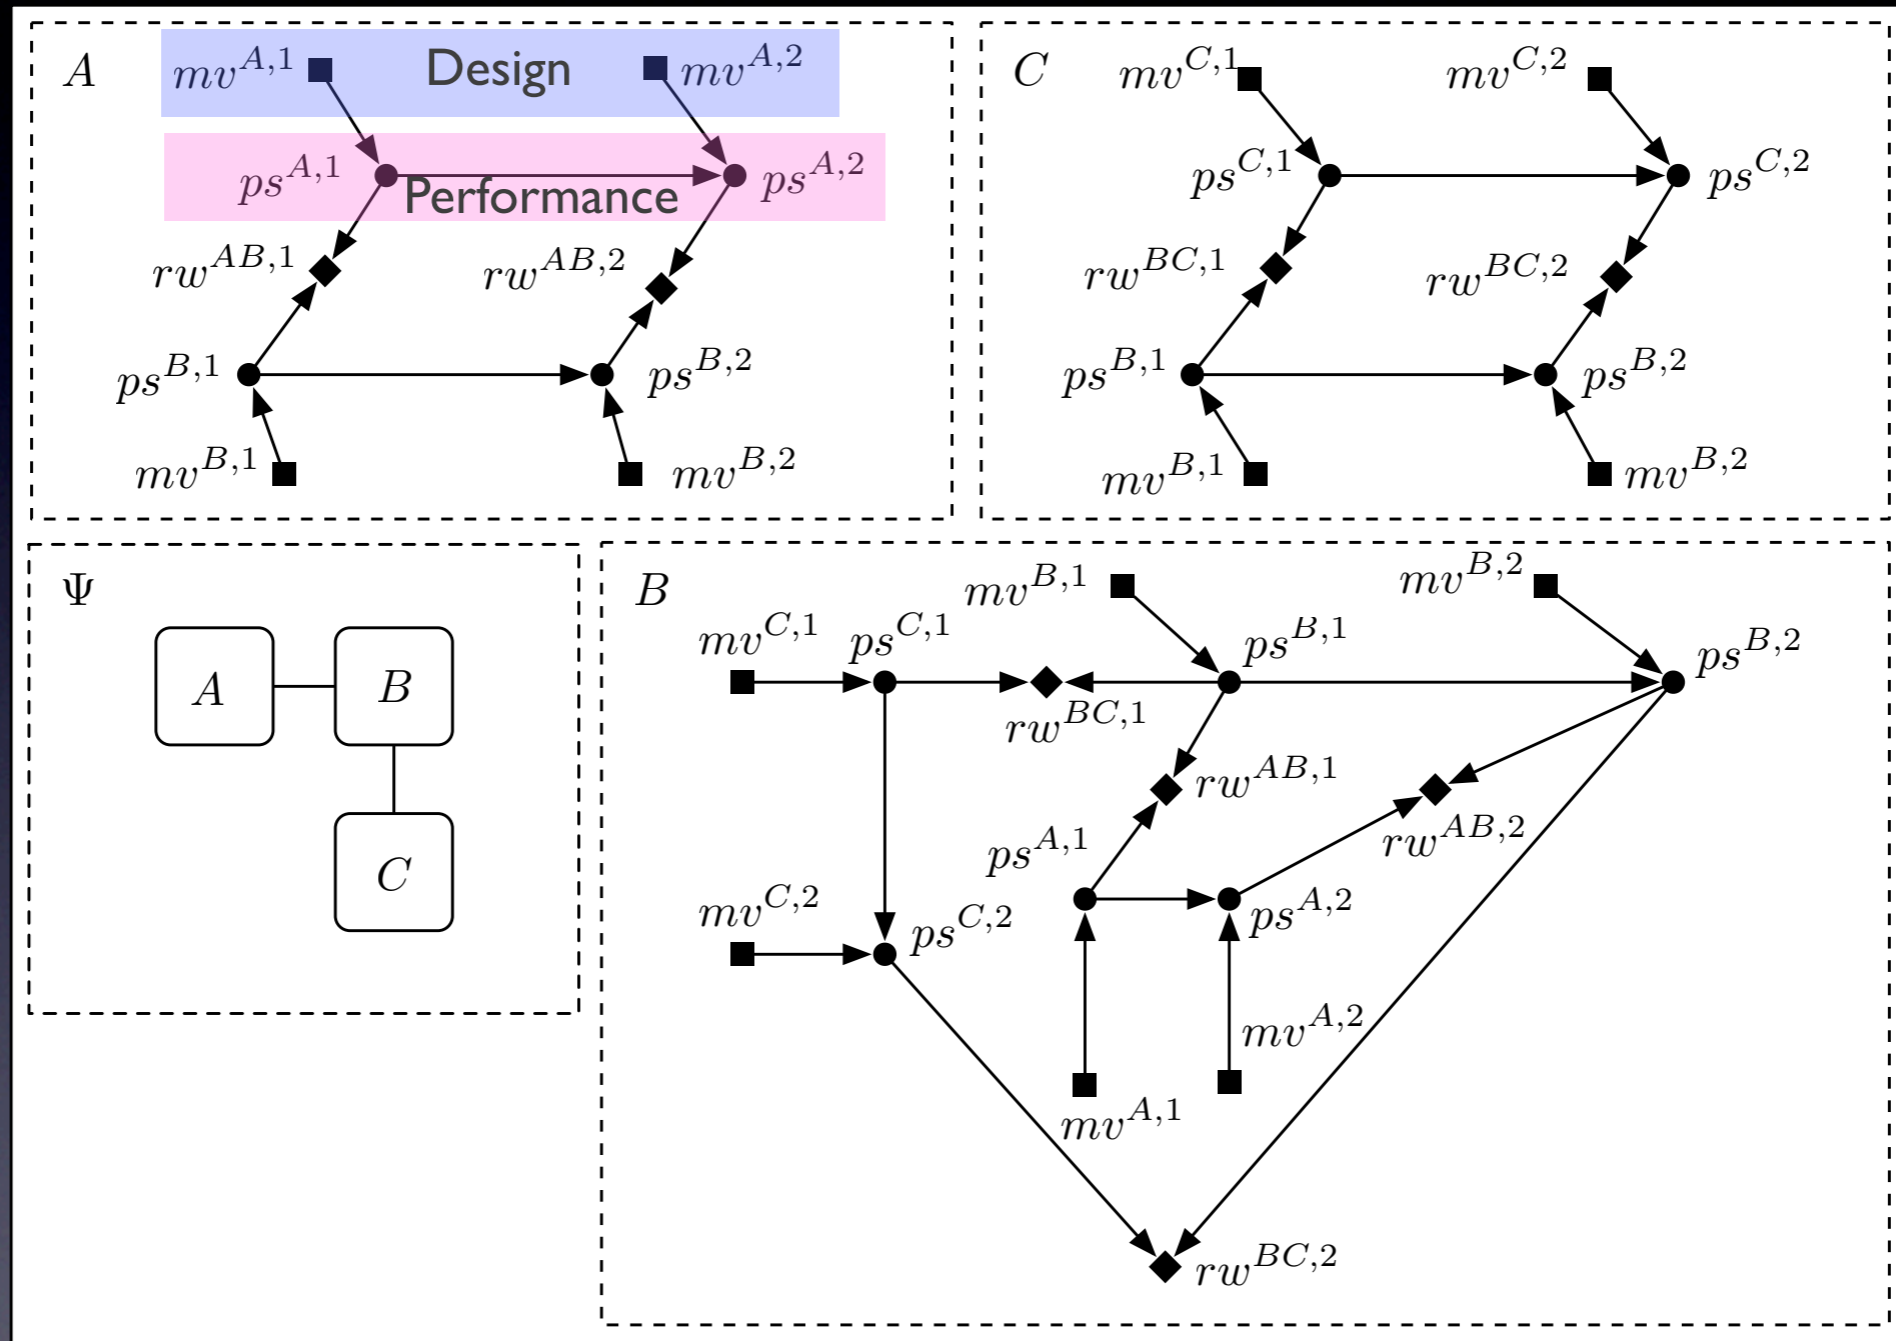 A
mv^{A,1} Design mv^{A,2}
ps^{A,1} Performance ps^{A,2}
rw^{AB,1} rw^{AB,2}
ps^{B,1} ps^{B,2}
mv^{B,1} mv^{B,2}
C
mv^{C,1} mv^{C,2}
ps^{C,1} ps^{C,2}
rw^{BC,1} rw^{BC,2}
ps^{B,1} ps^{B,2}
mv^{B,1} mv^{B,2}
Ψ
A B
C
B
mv^{B,1} mv^{B,2}
mv^{C,1} ps^{C,1} ps^{B,1} ps^{B,2}
rw^{BC,1}
rw^{AB,1}
ps^{A,1} rw^{AB,2}
mv^{C,2} ps^{C,2} ps^{A,2}
mv^{A,2}
mv^{A,1}
rw^{BC,2}